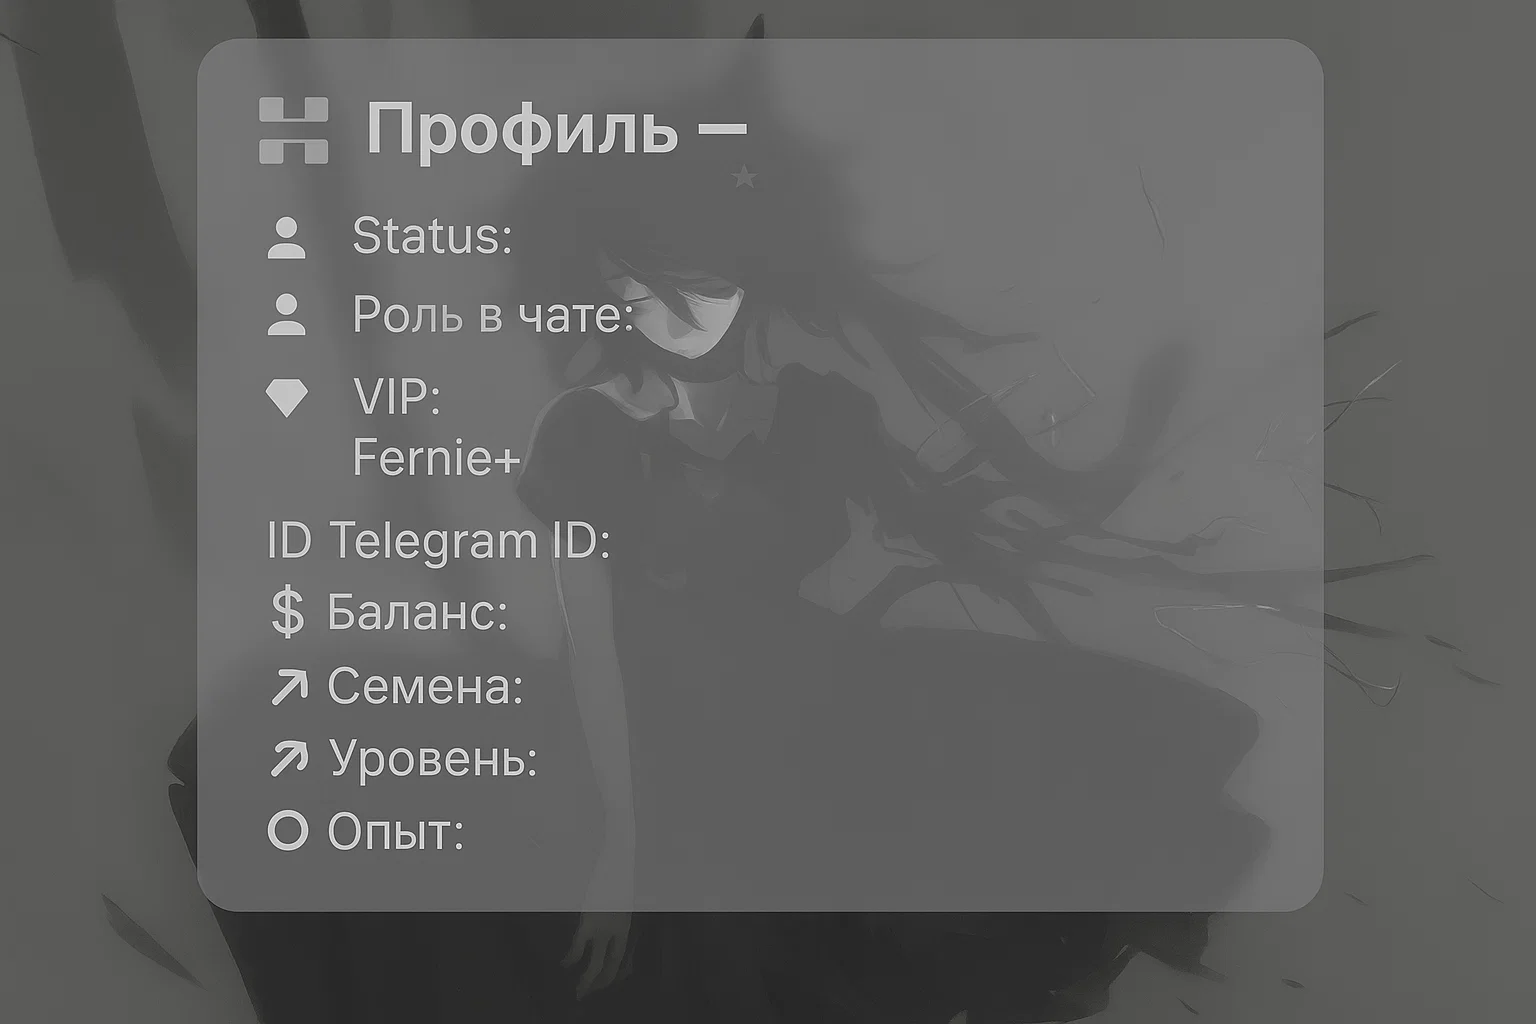 Профиль —
Status:
Роль в чате:
VIP:
Fernie+
ID Telegram ID:
$ Баланс:
Семена:
Уровень:
Опыт: